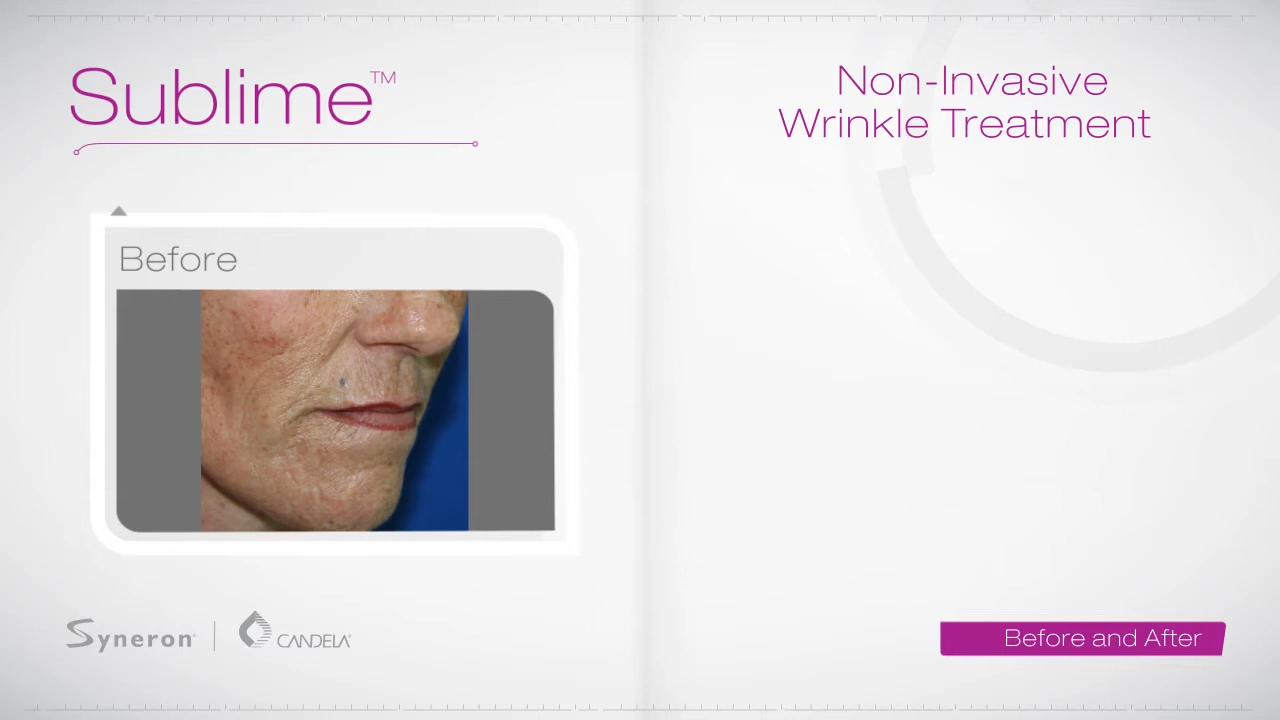 Sublime™
Non-Invasive
Wrinkle Treatment
Before
Syneron
CANDELA
Before and After